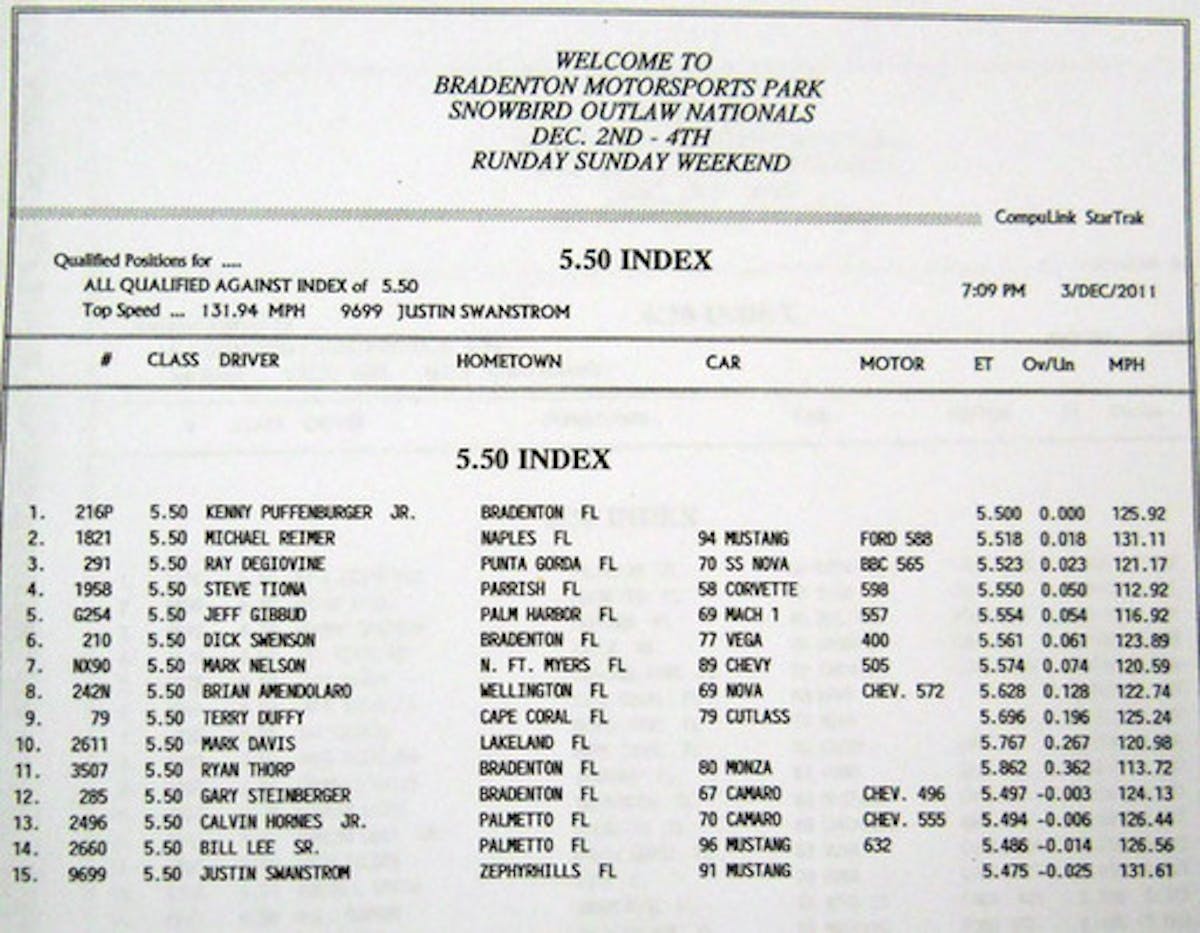 WELCOME TO
BRADENTON MOTORSPORTS PARK
SNOWBIRD OUTLAW NATIONALS
DEC. 2ND - 4TH
RUNDAY SUNDAY WEEKEND
CompuLink StarTrak
Qualified Positions for .... 5.50 INDEX
ALL QUALIFIED AGAINST INDEX of 5.50 7:09 PM 3/DEC/2011
Top Speed ... 131.94 MPH 9699 JUSTIN SWANSTROM
# CLASS DRIVER HOMETOWN CAR MOTOR ET Ov/Un MPH
5.50 INDEX
1. 216P 5.50 KENNY PUFFENBURGER JR. BRADENTON FL 5.500 0.000 125.92
2. 1821 5.50 MICHAEL REIMER NAPLES FL 94 MUSTANG FORD 588 5.518 0.018 131.11
3. 291 5.50 RAY DEGIOVINE PUNTA GORDA FL 70 SS NOVA BBC 565 5.523 0.023 121.17
4. 1958 5.50 STEVE TIONA PARRISH FL 58 CORVETTE 598 5.550 0.050 112.92
5. G254 5.50 JEFF GIBBUD PALM HARBOR FL 69 MACH 1 557 5.554 0.054 116.92
6. 210 5.50 DICK SWENSON BRADENTON FL 77 VEGA 400 5.561 0.061 123.89
7. NX90 5.50 MARK NELSON N. FT. MYERS FL 89 CHEVY 505 5.574 0.074 120.59
8. 242N 5.50 BRIAN AMENDOLARO WELLINGTON FL 69 NOVA CHEV. 572 5.628 0.128 122.74
9. 79 5.50 TERRY DUFFY CAPE CORAL FL 79 CUTLASS 5.696 0.196 125.24
10. 2611 5.50 MARK DAVIS LAKELAND FL 5.767 0.267 120.98
11. 3507 5.50 RYAN THORP BRADENTON FL 80 MONZA 5.862 0.362 113.72
12. 285 5.50 GARY STEINBERGER BRADENTON FL 67 CAMARO CHEV. 496 5.497 -0.003 124.13
13. 2496 5.50 CALVIN HORNES JR. PALMETTO FL 70 CAMARO CHEV. 555 5.494 -0.006 126.44
14. 2660 5.50 BILL LEE SR. PALMETTO FL 96 MUSTANG 632 5.486 -0.014 126.56
15. 9699 5.50 JUSTIN SWANSTROM ZEPHYRHILLS FL 91 MUSTANG 5.475 -0.025 131.61